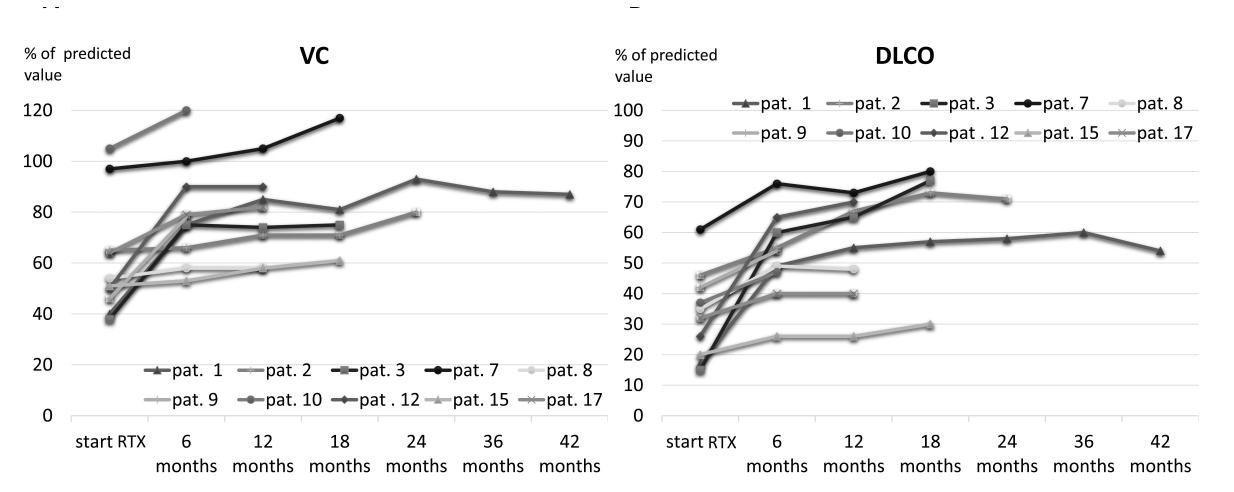 % of predicted
value
VC
120
100
80
60
40
20
0
pat. 1 pat. 2 pat. 3 pat. 7 pat. 8
pat. 9 pat. 10 pat . 12 pat. 15 pat. 17
start RTX 6 12 18 24 36 42
months months months months months months
% of predicted
value
DLCO
100
90
80
70
60
50
40
30
20
10
0
pat. 1 pat. 2 pat. 3 pat. 7 pat. 8
pat. 9 pat. 10 pat . 12 pat. 15 pat. 17
start RTX 6 12 18 24 36 42
months months months months months months